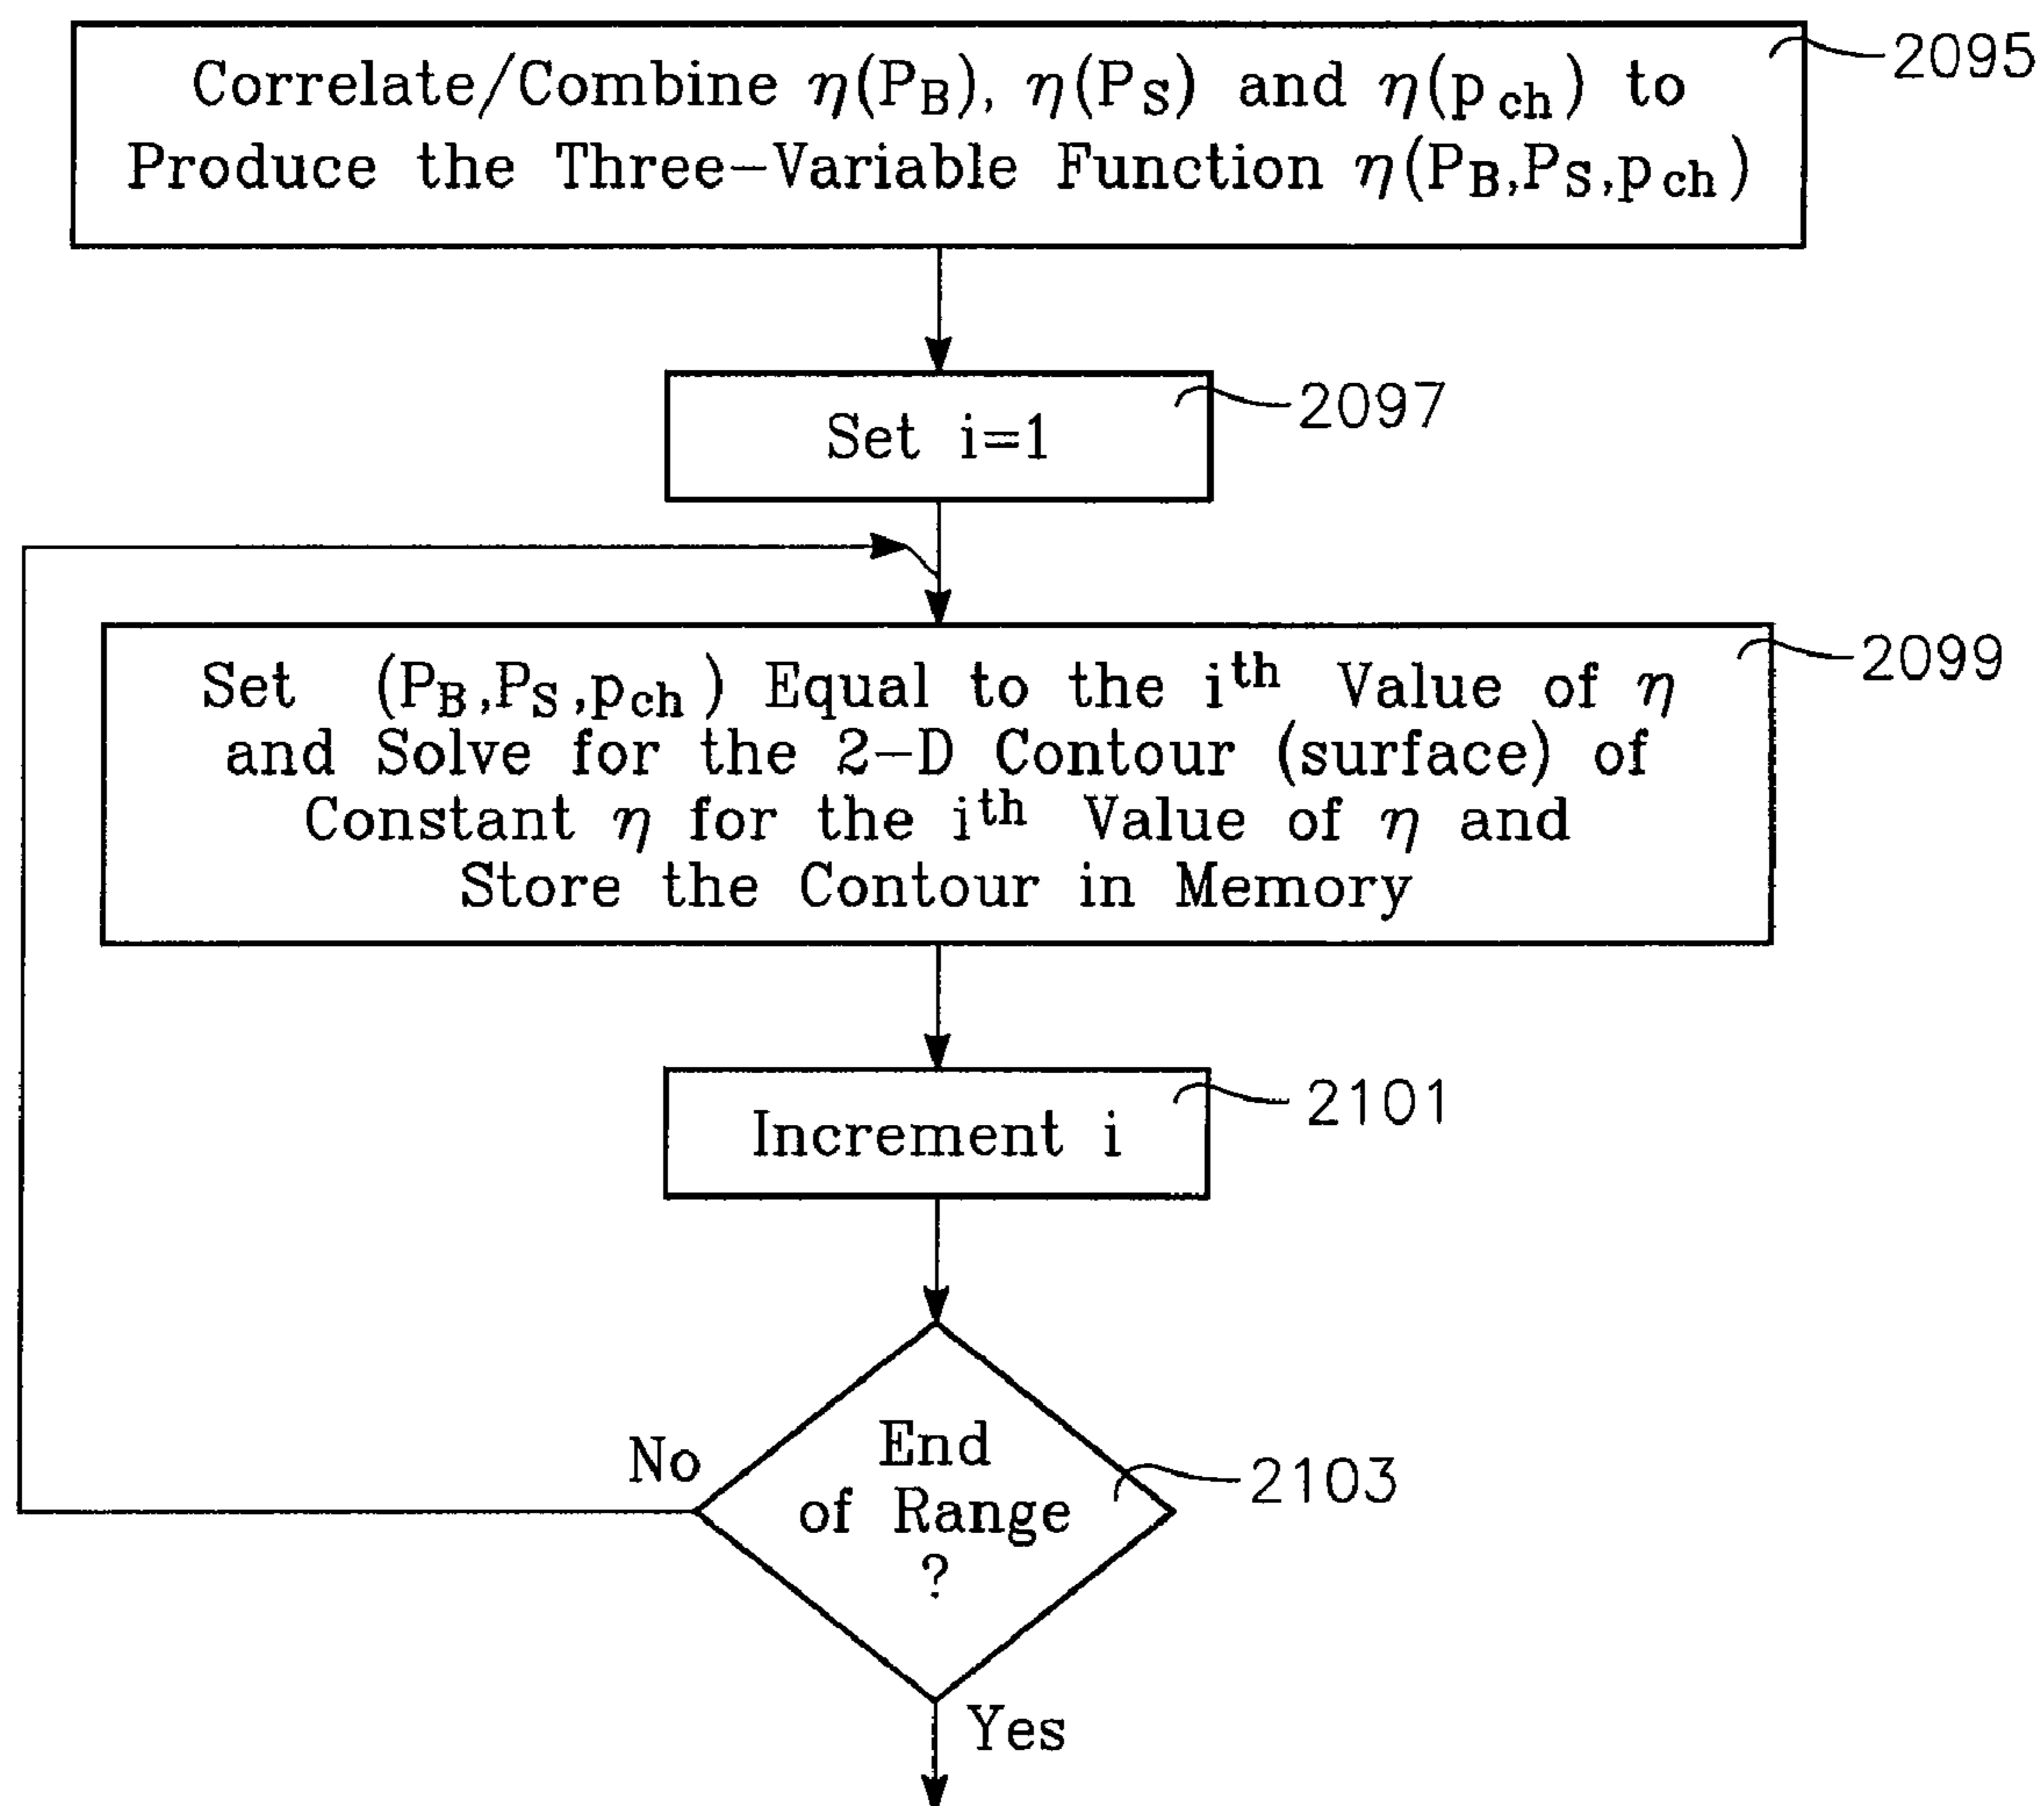 Correlate/Combine η(P_B), η(P_S) and η(p_ch) to
Produce the Three-Variable Function η(P_B,P_S,p_ch)
2095
Set i=1
2097
Set (P_B,P_S,p_ch) Equal to the i^th Value of η
and Solve for the 2-D Contour (surface) of
Constant η for the i^th Value of η and
Store the Contour in Memory
2099
Increment i
2101
End
of Range
?
2103
No
Yes